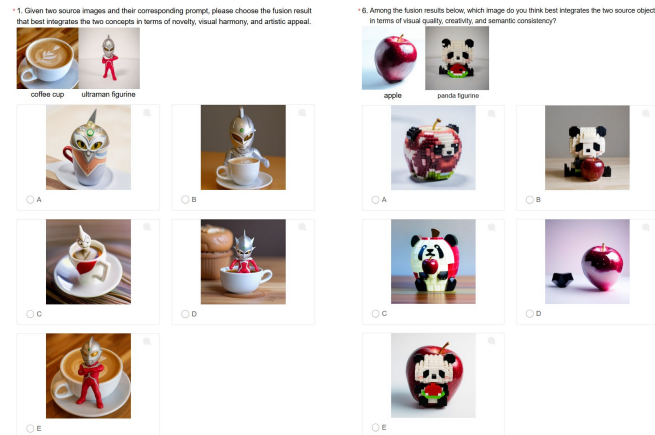 * 1. Given two source images and their corresponding prompt, please choose the fusion result
that best integrates the two concepts in terms of novelty, visual harmony, and artistic appeal.
coffee cup
ultraman figurine
A
B
C
D
E
* 6. Among the fusion results below, which image do you think best integrates the two source object
in terms of visual quality, creativity, and semantic consistency?
apple
panda figurine
A
B
C
D
E